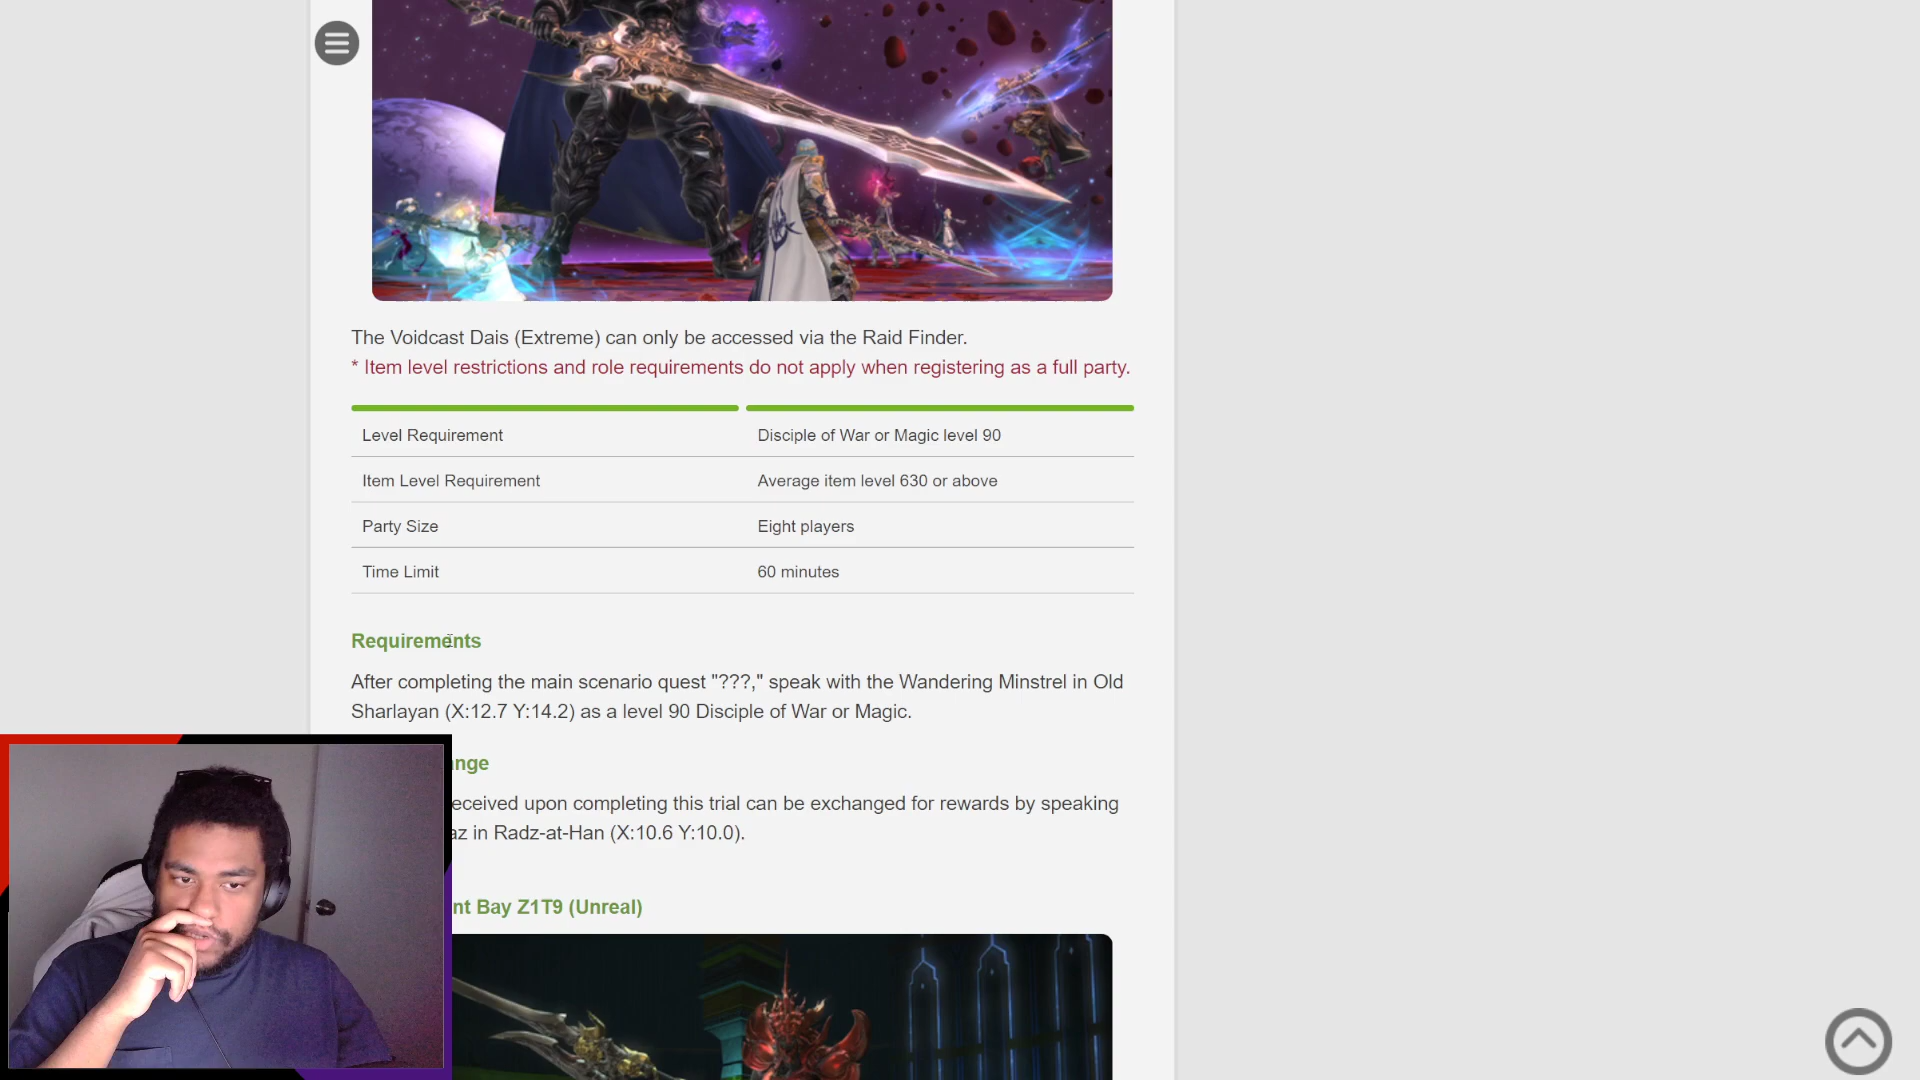 The Voidcast Dais (Extreme) can only be accessed via the Raid Finder.
* Item level restrictions and role requirements do not apply when registering as a full party.
Level Requirement Disciple of War or Magic level 90
Item Level Requirement Average item level 630 or above
Party Size Eight players
Time Limit 60 minutes
Requirements
After completing the main scenario quest "???," speak with the Wandering Minstrel in Old
Sharlayan (X:12.7 Y:14.2) as a level 90 Disciple of War or Magic.
nge
eceived upon completing this trial can be exchanged for rewards by speaking
az in Radz-at-Han (X:10.6 Y:10.0).
nt Bay Z1T9 (Unreal)